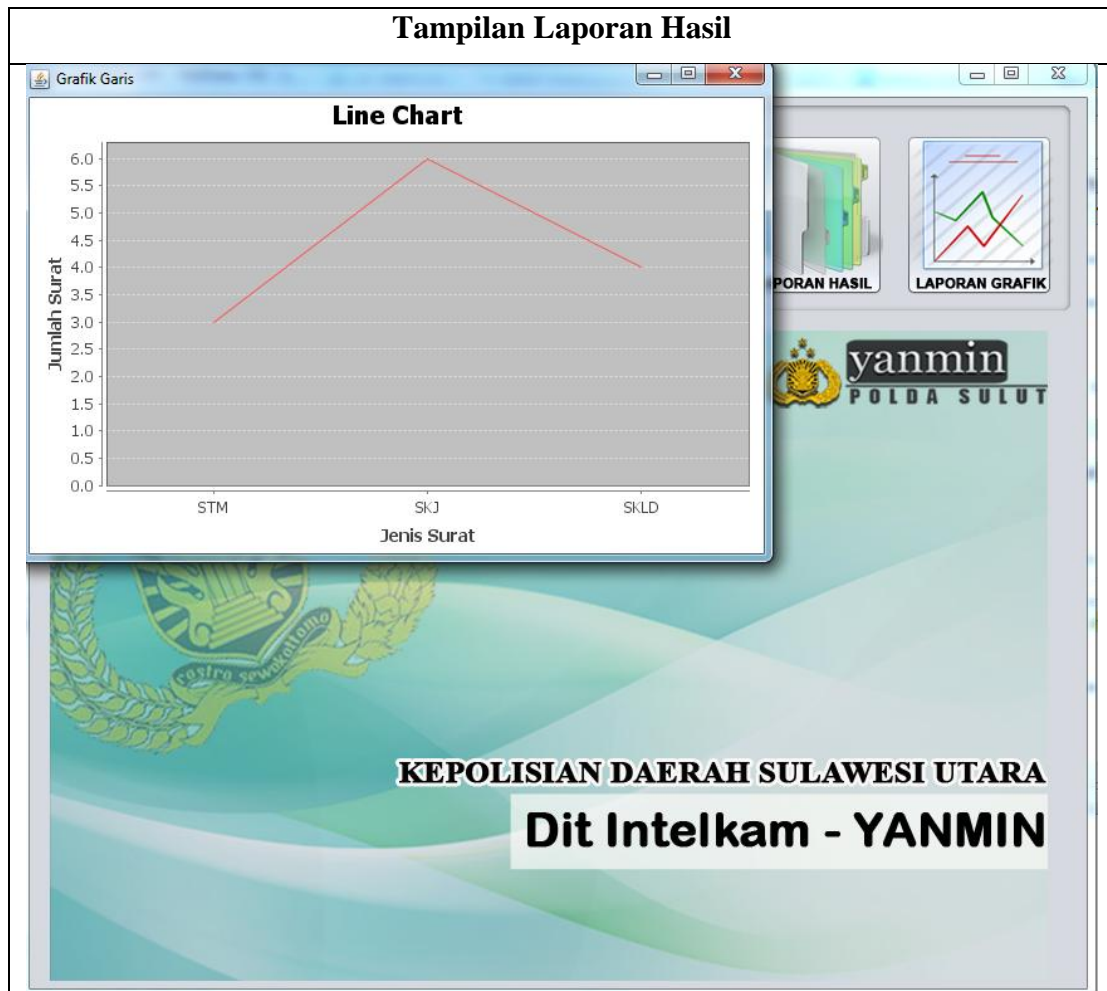 Tampilan Laporan Hasil
Grafik Garis
Line Chart
6.0
5.5
5.0
4.5
4.0
3.5
3.0
2.5
2.0
1.5
1.0
0.5
0.0
Jumlah Surat
STM SKJ SKLD
Jenis Surat
PORAN HASIL
LAPORAN GRAFIK
yanmin
POLDA SULUT
rastra sewakottama
KEPOLISIAN DAERAH SULAWESI UTARA
Dit Intelkam - YANMIN